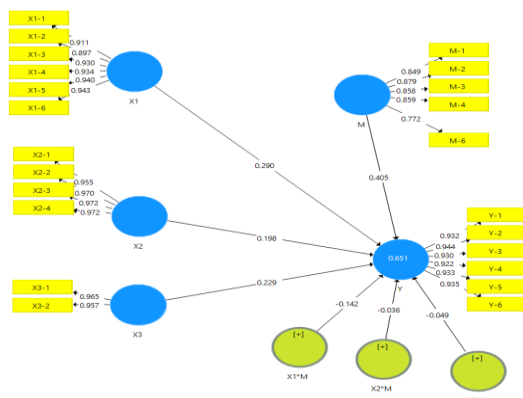 X1-1
X1-2
X1-3
X1-4
X1-5
X1-6
0.911
0.897
0.930
0.934
0.940
0.943
X1
M-1
M-2
M-3
M-4
M-6
0.849
0.879
0.858
0.859
0.772
M
0.290
0.405
X2-1
X2-2
X2-3
X2-4
0.955
0.970
0.972
0.972
X2
0.198
Y-1
Y-2
Y-3
Y-4
Y-5
Y-6
0.932
0.944
0.930
0.922
0.933
0.935
0.651
Y
X3-1
X3-2
0.965
0.957
X3
0.229
-0.142
-0.036
-0.049
[+]
X1*M
[+]
X2*M
[+]